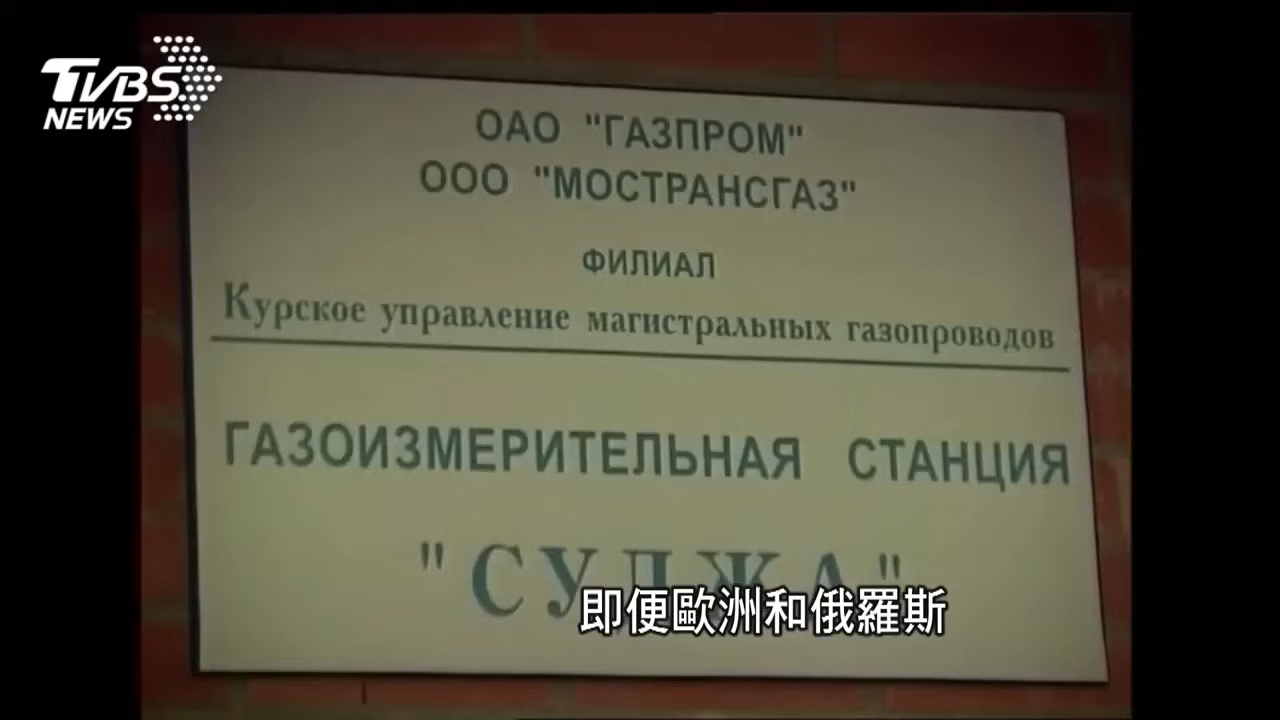 TVBS
NEWS
ОАО "ГАЗПРОМ"
ООО "МОСТРАНСГАЗ"
ФИЛИАЛ
Курское управление магистральных газопроводов
ГАЗОИЗМЕРИТЕЛЬНАЯ СТАНЦИЯ
"СУДЖА"
即便歐洲和俄羅斯